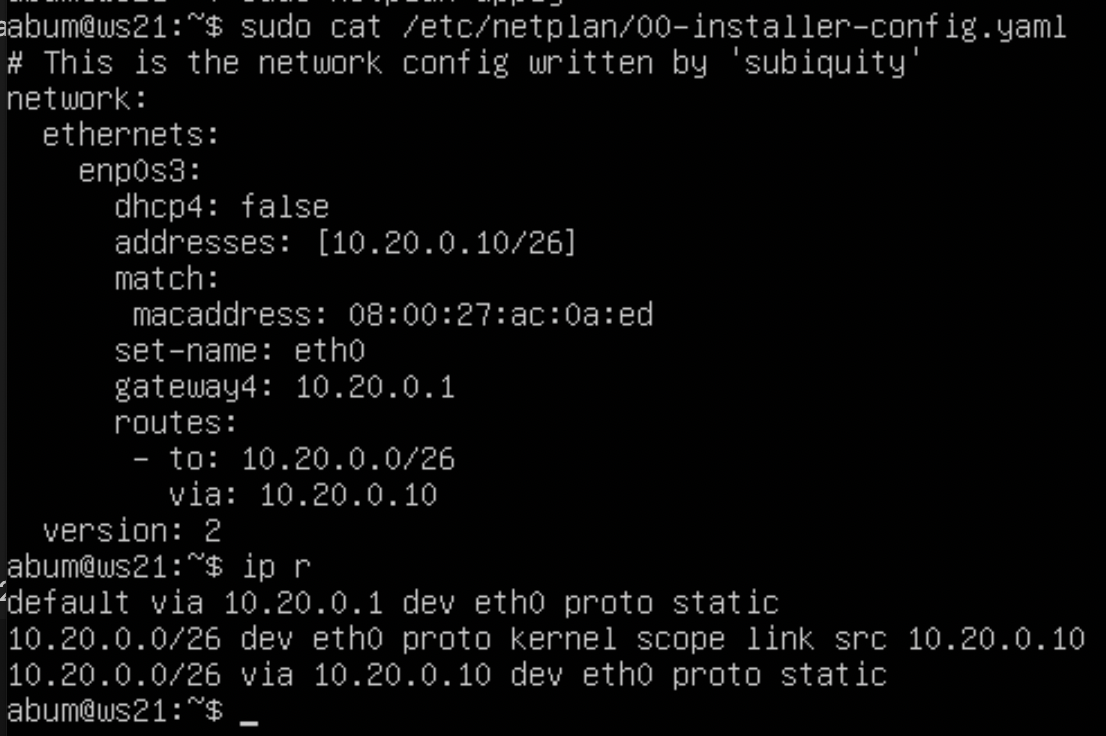 abum@ws21:~$ sudo netplan apply
abum@ws21:~$ sudo cat /etc/netplan/00-installer-config.yaml
# This is the network config written by 'subiquity'
network:
  ethernets:
    enp0s3:
      dhcp4: false
      addresses: [10.20.0.10/26]
      match:
       macaddress: 08:00:27:ac:0a:ed
      set-name: eth0
      gateway4: 10.20.0.1
      routes:
       - to: 10.20.0.0/26
         via: 10.20.0.10
  version: 2
abum@ws21:~$ ip r
default via 10.20.0.1 dev eth0 proto static
10.20.0.0/26 dev eth0 proto kernel scope link src 10.20.0.10
10.20.0.0/26 via 10.20.0.10 dev eth0 proto static
abum@ws21:~$ _